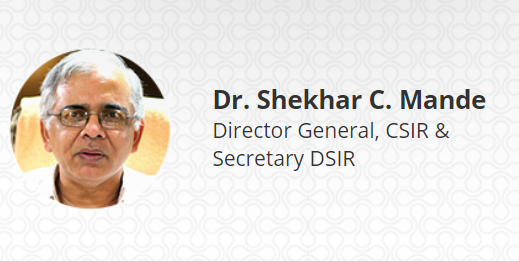 Dr. Shekhar C. Mande
Director General, CSIR &
Secretary DSIR